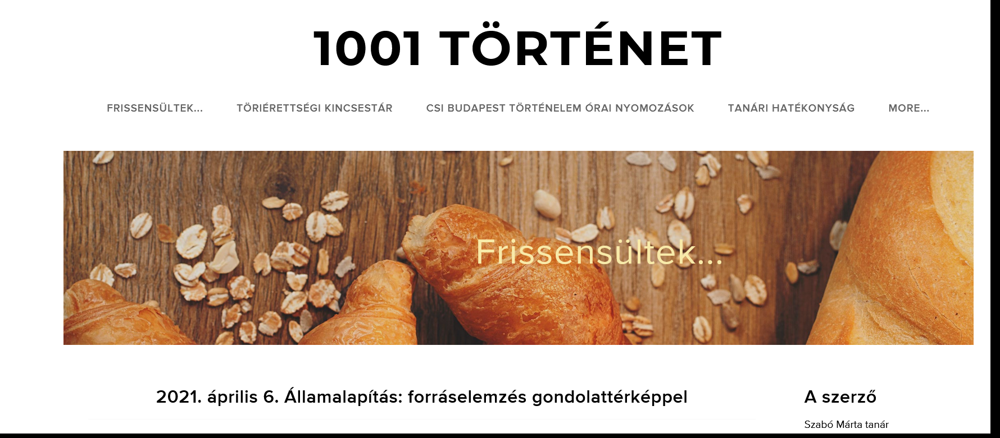 1001 TÖRTÉNET
FRISSENSÜLTEK... TÖRIÉRETTSÉGI KINCSESTÁR CSI BUDAPEST TÖRTÉNELEM ÓRAI NYOMOZÁSOK TANÁRI HATÉKONYSÁG MORE...
Frissensültek...
2021. április 6. Államalapítás: forráselemzés gondolattérképpel
A szerző
Szabó Márta tanár